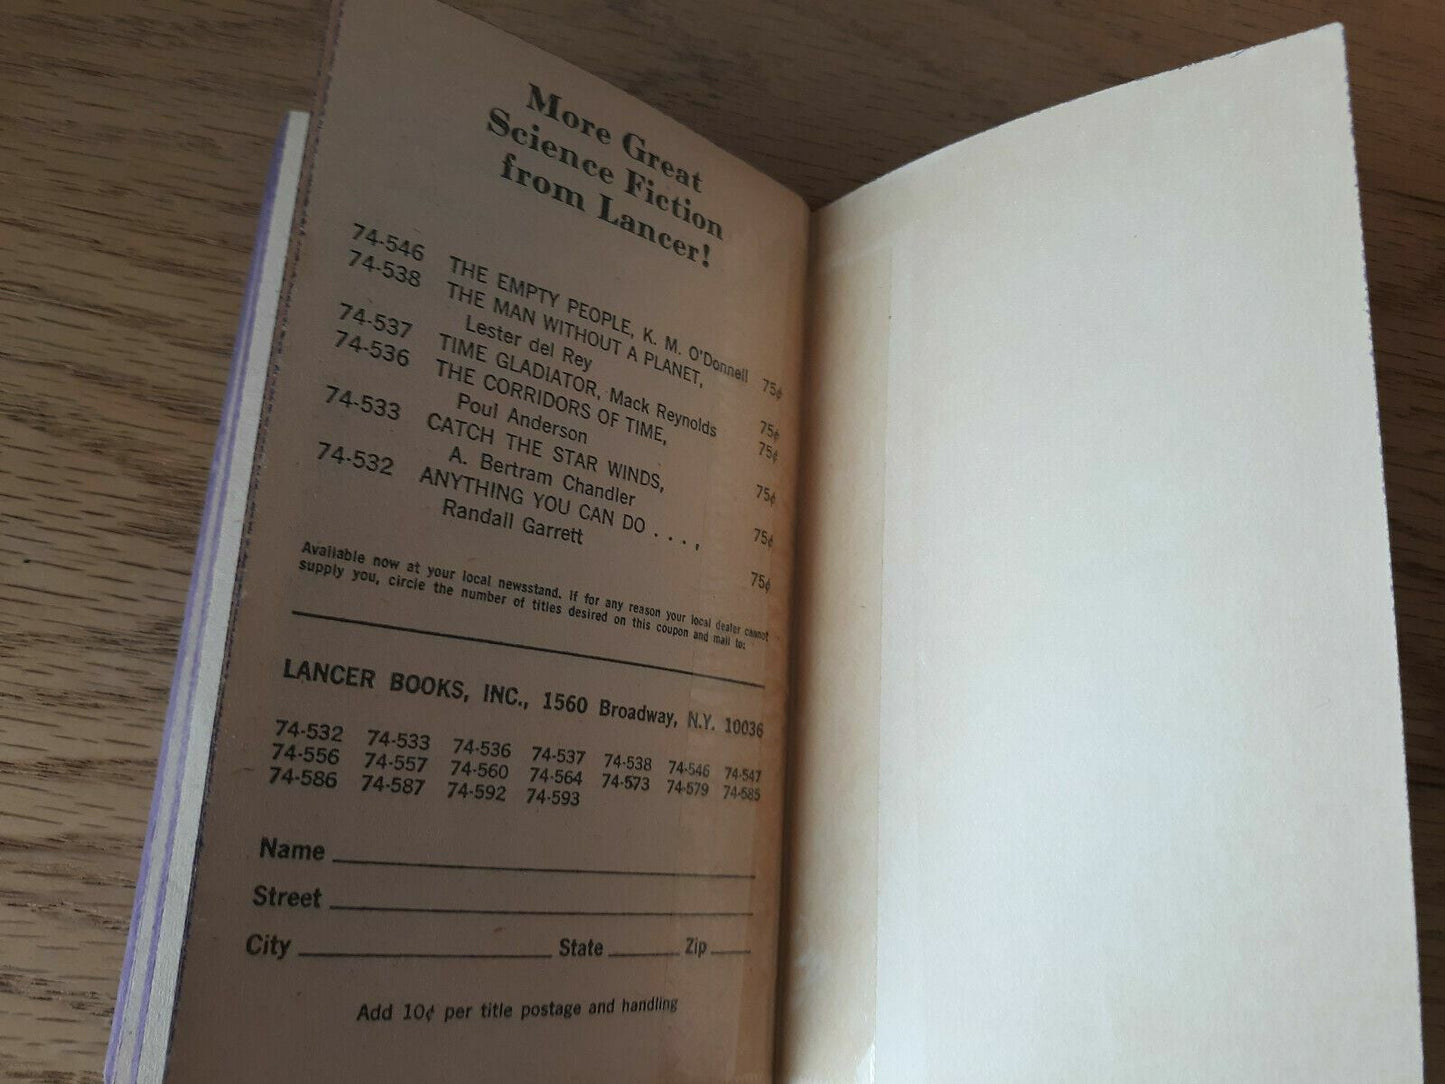 More Great
Science Fiction
from Lancer!
74-546 THE EMPTY PEOPLE, K. M. O'Donnell 75¢
74-538 THE MAN WITHOUT A PLANET,
Lester del Rey 75¢
74-537 TIME GLADIATOR, Mack Reynolds 75¢
74-536 THE CORRIDORS OF TIME,
Poul Anderson 75¢
74-533 CATCH THE STAR WINDS,
A. Bertram Chandler 75¢
74-532 ANYTHING YOU CAN DO . . . ,
Randall Garrett 75¢
Available now at your local newsstand. If for any reason your local dealer cannot
supply you, circle the number of titles desired on this coupon and mail to:
LANCER BOOKS, INC., 1560 Broadway, N.Y. 10036
74-532 74-533 74-536 74-537 74-538 74-546 74-547
74-556 74-557 74-560 74-564 74-573 74-579 74-585
74-586 74-587 74-592 74-593
Name
Street
City State Zip
Add 10¢ per title postage and handling